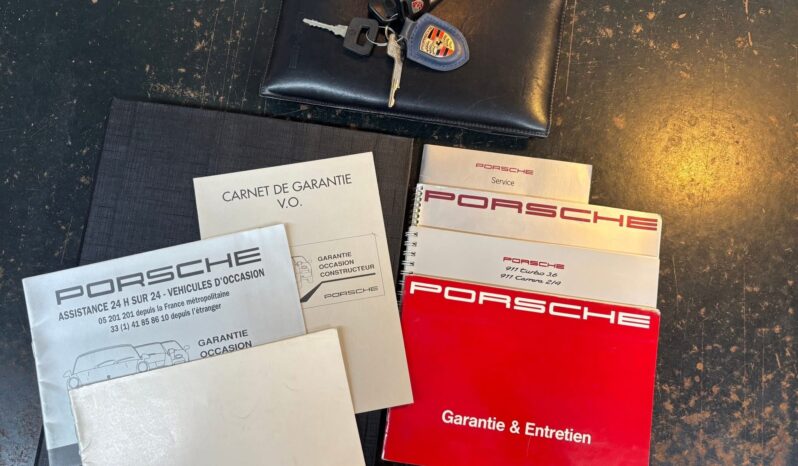 CARNET DE GARANTIE
V.O.
GARANTIE
OCCASION
CONSTRUCTEUR
PORSCHE
PORSCHE
ASSISTANCE 24 H SUR 24 - VÉHICULES D'OCCASION
05 201 201 depuis la France métropolitaine
33 (1) 41 85 86 10 depuis l'étranger
GARANTIE
OCCASION
PORSCHE
Service
PORSCHE
PORSCHE
911 Turbo 3.6
911 Carrera 2/4
PORSCHE
Garantie & Entretien